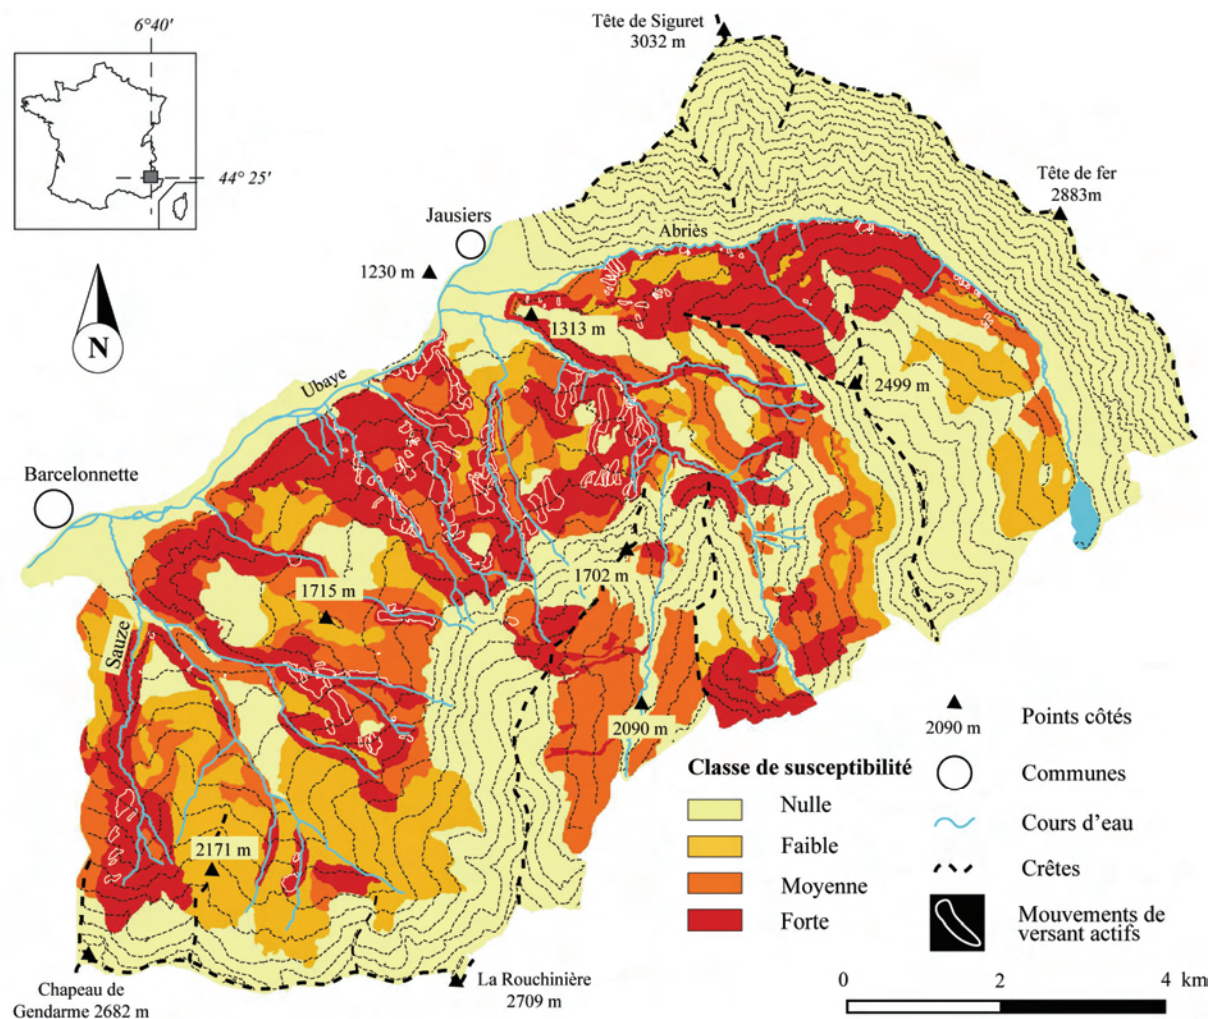 6°40'
44° 25'
N
Tête de Siguret
3032 m
Tête de fer
2883m
Jausiers
Abriès
1230 m
1313 m
2499 m
Ubaye
Barcelonnette
1702 m
1715 m
Sauze
2090 m
2171 m
Chapeau de
Gendarme 2682 m
La Rouchinière
2709 m
Classe de susceptibilité
Nulle
Faible
Moyenne
Forte
2090 m
Points côtés
Communes
Cours d'eau
Crêtes
Mouvements de
versant actifs
0 2 4 km